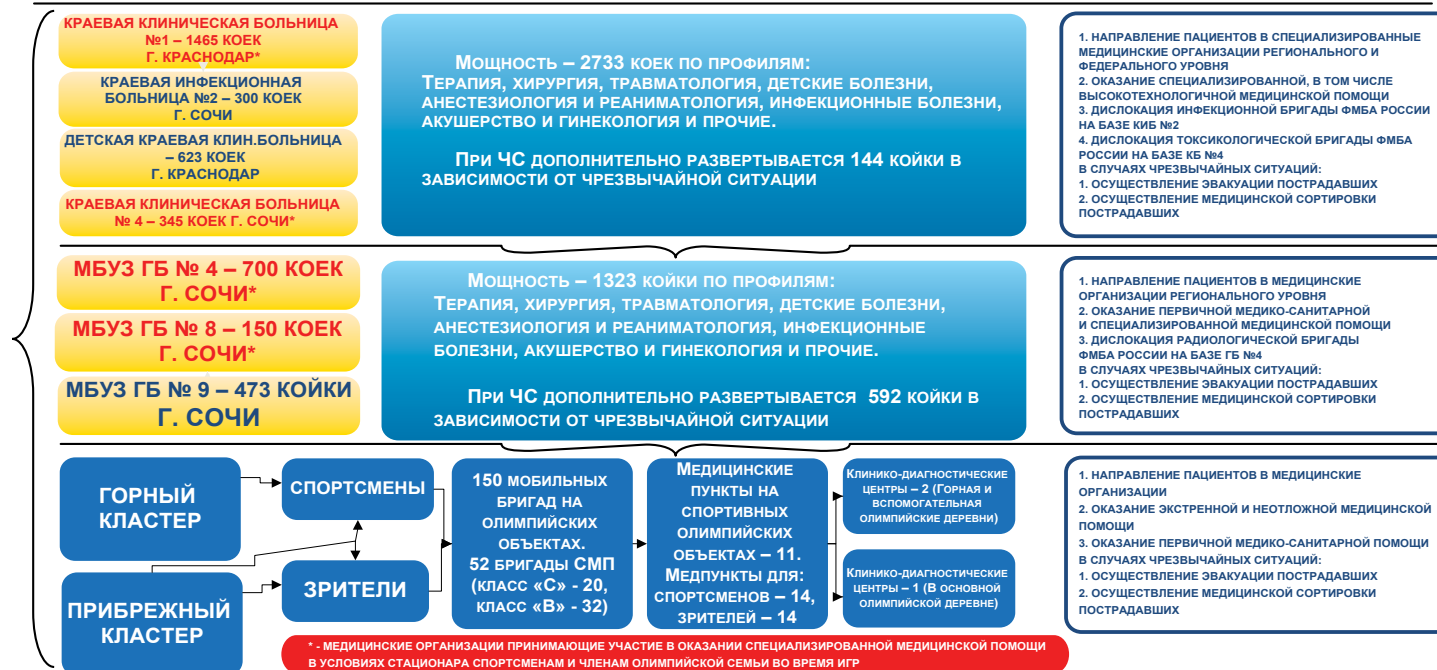 КРАЕВАЯ КЛИНИЧЕСКАЯ БОЛЬНИЦА
№1 – 1465 КОЕК
Г. КРАСНОДАР*
КРАЕВАЯ ИНФЕКЦИОННАЯ
БОЛЬНИЦА №2 – 300 КОЕК
Г. СОЧИ
ДЕТСКАЯ КРАЕВАЯ КЛИН.БОЛЬНИЦА
– 623 КОЕК
Г. КРАСНОДАР
КРАЕВАЯ КЛИНИЧЕСКАЯ БОЛЬНИЦА
№ 4 – 345 КОЕК Г. СОЧИ*
МОЩНОСТЬ – 2733 КОЕК ПО ПРОФИЛЯМ:
ТЕРАПИЯ, ХИРУРГИЯ, ТРАВМАТОЛОГИЯ, ДЕТСКИЕ БОЛЕЗНИ,
АНЕСТЕЗИОЛОГИЯ И РЕАНИМАТОЛОГИЯ, ИНФЕКЦИОННЫЕ БОЛЕЗНИ,
АКУШЕРСТВО И ГИНЕКОЛОГИЯ И ПРОЧИЕ.
ПРИ ЧС ДОПОЛНИТЕЛЬНО РАЗВЕРТЫВАЕТСЯ 144 КОЙКИ В
ЗАВИСИМОСТИ ОТ ЧРЕЗВЫЧАЙНОЙ СИТУАЦИИ
1. НАПРАВЛЕНИЕ ПАЦИЕНТОВ В СПЕЦИАЛИЗИРОВАННЫЕ
МЕДИЦИНСКИЕ ОРГАНИЗАЦИИ РЕГИОНАЛЬНОГО И
ФЕДЕРАЛЬНОГО УРОВНЯ
2. ОКАЗАНИЕ СПЕЦИАЛИЗИРОВАННОЙ, В ТОМ ЧИСЛЕ
ВЫСОКОТЕХНОЛОГИЧНОЙ МЕДИЦИНСКОЙ ПОМОЩИ
3. ДИСЛОКАЦИЯ ИНФЕКЦИОННОЙ БРИГАДЫ ФМБА РОССИИ
НА БАЗЕ КИБ №2
4. ДИСЛОКАЦИЯ ТОКСИКОЛОГИЧЕСКОЙ БРИГАДЫ ФМБА
РОССИИ НА БАЗЕ КБ №4
В СЛУЧАЯХ ЧРЕЗВЫЧАЙНЫХ СИТУАЦИЙ:
1. ОСУЩЕСТВЛЕНИЕ ЭВАКУАЦИИ ПОСТРАДАВШИХ
2. ОСУЩЕСТВЛЕНИЕ МЕДИЦИНСКОЙ СОРТИРОВКИ
ПОСТРАДАВШИХ
МБУЗ ГБ № 4 – 700 КОЕК
Г. СОЧИ*
МБУЗ ГБ № 8 – 150 КОЕК
Г. СОЧИ*
МБУЗ ГБ № 9 – 473 КОЙКИ
Г. СОЧИ
МОЩНОСТЬ – 1323 КОЙКИ ПО ПРОФИЛЯМ:
ТЕРАПИЯ, ХИРУРГИЯ, ТРАВМАТОЛОГИЯ, ДЕТСКИЕ БОЛЕЗНИ,
АНЕСТЕЗИОЛОГИЯ И РЕАНИМАТОЛОГИЯ, ИНФЕКЦИОННЫЕ
БОЛЕЗНИ, АКУШЕРСТВО И ГИНЕКОЛОГИЯ И ПРОЧИЕ.
ПРИ ЧС ДОПОЛНИТЕЛЬНО РАЗВЕРТЫВАЕТСЯ 592 КОЙКИ В
ЗАВИСИМОСТИ ОТ ЧРЕЗВЫЧАЙНОЙ СИТУАЦИИ
1. НАПРАВЛЕНИЕ ПАЦИЕНТОВ В МЕДИЦИНСКИЕ
ОРГАНИЗАЦИИ РЕГИОНАЛЬНОГО УРОВНЯ
2. ОКАЗАНИЕ ПЕРВИЧНОЙ МЕДИКО-САНИТАРНОЙ
И СПЕЦИАЛИЗИРОВАННОЙ МЕДИЦИНСКОЙ ПОМОЩИ
3. ДИСЛОКАЦИЯ РАДИОЛОГИЧЕСКОЙ БРИГАДЫ
ФМБА РОССИИ НА БАЗЕ ГБ №4
В СЛУЧАЯХ ЧРЕЗВЫЧАЙНЫХ СИТУАЦИЙ:
1. ОСУЩЕСТВЛЕНИЕ ЭВАКУАЦИИ ПОСТРАДАВШИХ
2. ОСУЩЕСТВЛЕНИЕ МЕДИЦИНСКОЙ СОРТИРОВКИ
ПОСТРАДАВШИХ
ГОРНЫЙ
КЛАСТЕР
ПРИБРЕЖНЫЙ
КЛАСТЕР
СПОРТСМЕНЫ
ЗРИТЕЛИ
150 МОБИЛЬНЫХ
БРИГАД НА
ОЛИМПИЙСКИХ
ОБЪЕКТАХ.
52 БРИГАДЫ СМП
(КЛАСС «С» - 20,
КЛАСС «В» - 32)
МЕДИЦИНСКИЕ
ПУНКТЫ НА
СПОРТИВНЫХ
ОЛИМПИЙСКИХ
ОБЪЕКТАХ – 11.
МЕДПУНКТЫ ДЛЯ:
СПОРТСМЕНОВ – 14,
ЗРИТЕЛЕЙ – 14
КЛИНИКО-ДИАГНОСТИЧЕСКИЕ
ЦЕНТРЫ – 2 (ГОРНАЯ И
ВСПОМОГАТЕЛЬНАЯ
ОЛИМПИЙСКИЕ ДЕРЕВНИ)
КЛИНИКО-ДИАГНОСТИЧЕСКИЕ
ЦЕНТРЫ – 1 (В ОСНОВНОЙ
ОЛИМПИЙСКОЙ ДЕРЕВНЕ)
1. НАПРАВЛЕНИЕ ПАЦИЕНТОВ В МЕДИЦИНСКИЕ
ОРГАНИЗАЦИИ
2. ОКАЗАНИЕ ЭКСТРЕННОЙ И НЕОТЛОЖНОЙ МЕДИЦИНСКОЙ
ПОМОЩИ
3. ОКАЗАНИЕ ПЕРВИЧНОЙ МЕДИКО-САНИТАРНОЙ ПОМОЩИ
В СЛУЧАЯХ ЧРЕЗВЫЧАЙНЫХ СИТУАЦИЙ:
1. ОСУЩЕСТВЛЕНИЕ ЭВАКУАЦИИ ПОСТРАДАВШИХ
2. ОСУЩЕСТВЛЕНИЕ МЕДИЦИНСКОЙ СОРТИРОВКИ
ПОСТРАДАВШИХ
* - МЕДИЦИНСКИЕ ОРГАНИЗАЦИИ ПРИНИМАЮЩИЕ УЧАСТИЕ В ОКАЗАНИИ СПЕЦИАЛИЗИРОВАННОЙ МЕДИЦИНСКОЙ ПОМОЩИ
В УСЛОВИЯХ СТАЦИОНАРА СПОРТСМЕНАМ И ЧЛЕНАМ ОЛИМПИЙСКОЙ СЕМЬИ ВО ВРЕМЯ ИГР